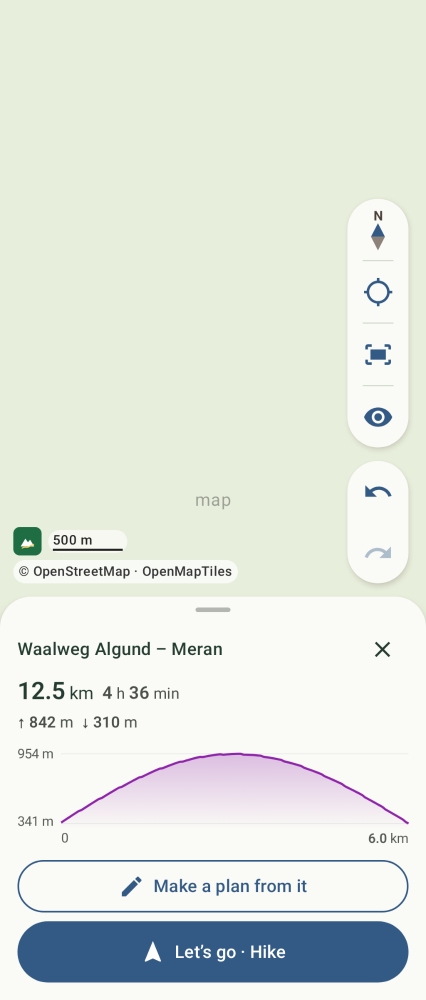 N
map
500 m
© OpenStreetMap · OpenMapTiles
Waalweg Algund – Meran
12.5 km 4 h 36 min
↑ 842 m ↓ 310 m
954 m
341 m
0 6.0 km
Make a plan from it
Let's go · Hike